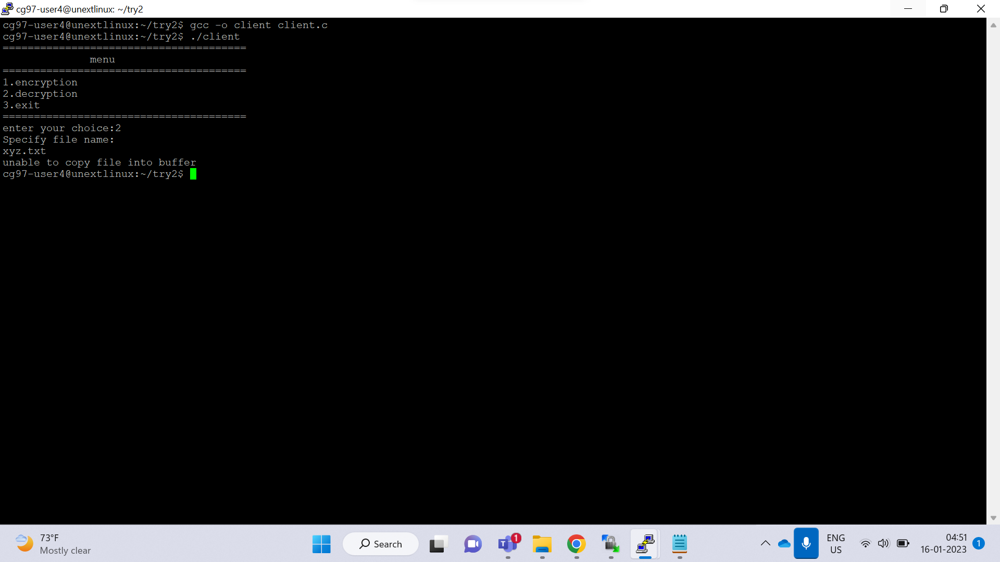 cg97-user4@unextlinux: ~/try2
cg97-user4@unextlinux:~/try2$ gcc -o client client.c
cg97-user4@unextlinux:~/try2$ ./client
=======================================
menu
=======================================
1.encryption
2.decryption
3.exit
=======================================
enter your choice:2
Specify file name:
xyz.txt
unable to copy file into buffer
cg97-user4@unextlinux:~/try2$
73°F
Mostly clear
Search
1
ENG
US
04:51
16-01-2023
1